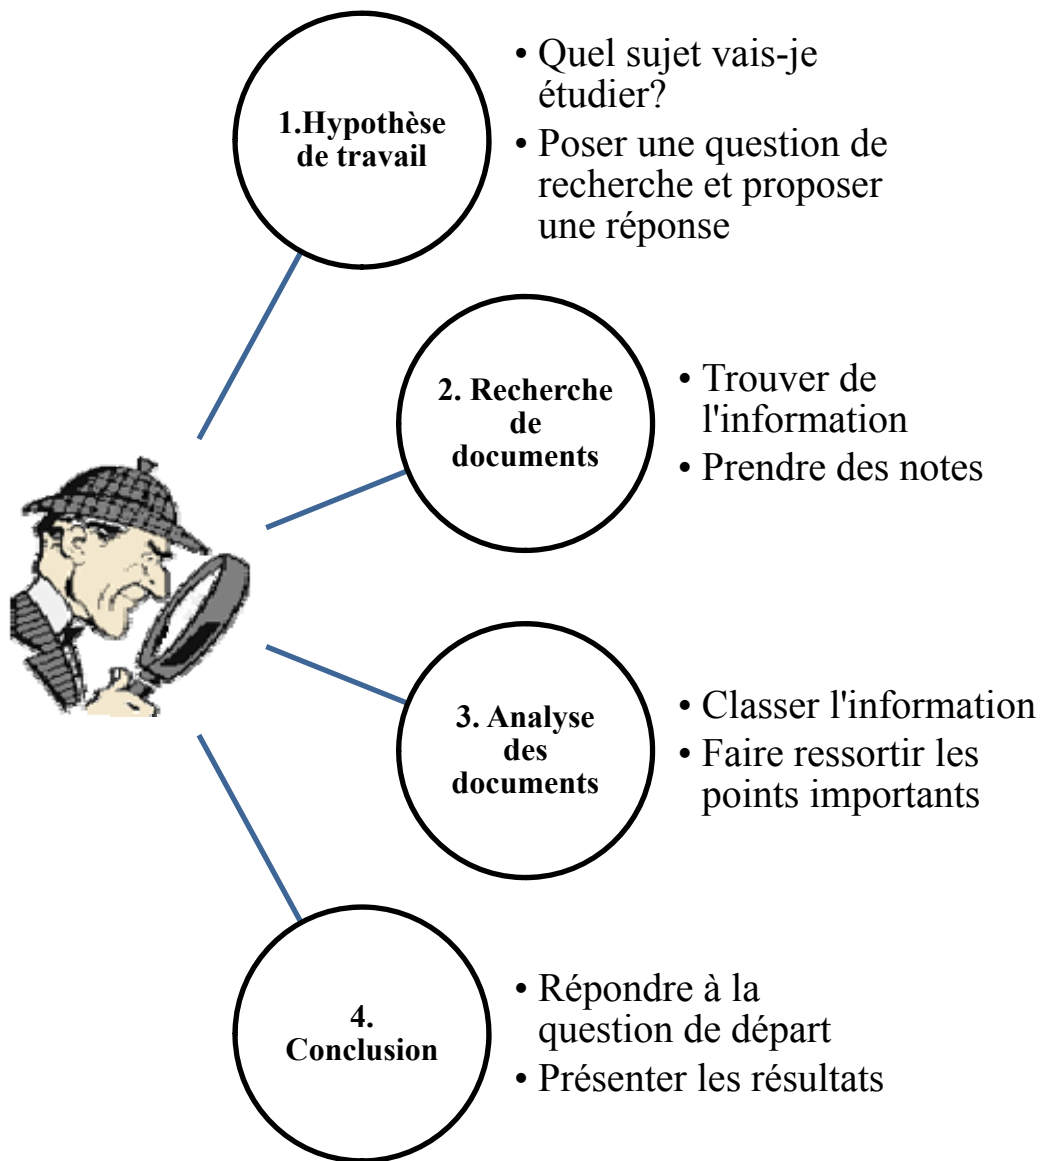 1.Hypothèse
de travail
• Quel sujet vais-je
étudier?
• Poser une question de
recherche et proposer
une réponse
2. Recherche
de
documents
• Trouver de
l'information
• Prendre des notes
3. Analyse
des
documents
• Classer l'information
• Faire ressortir les
points importants
4.
Conclusion
• Répondre à la
question de départ
• Présenter les résultats